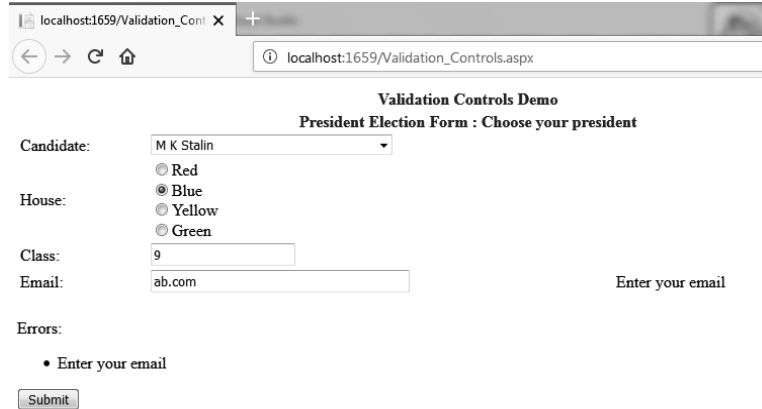 localhost:1659/Validation_Cont
localhost:1659/Validation_Controls.aspx
Validation Controls Demo
President Election Form : Choose your president
Candidate: M K Stalin
House:
Red
Blue
Yellow
Green
Class: 9
Email: ab.com Enter your email
Errors:
• Enter your email
Submit